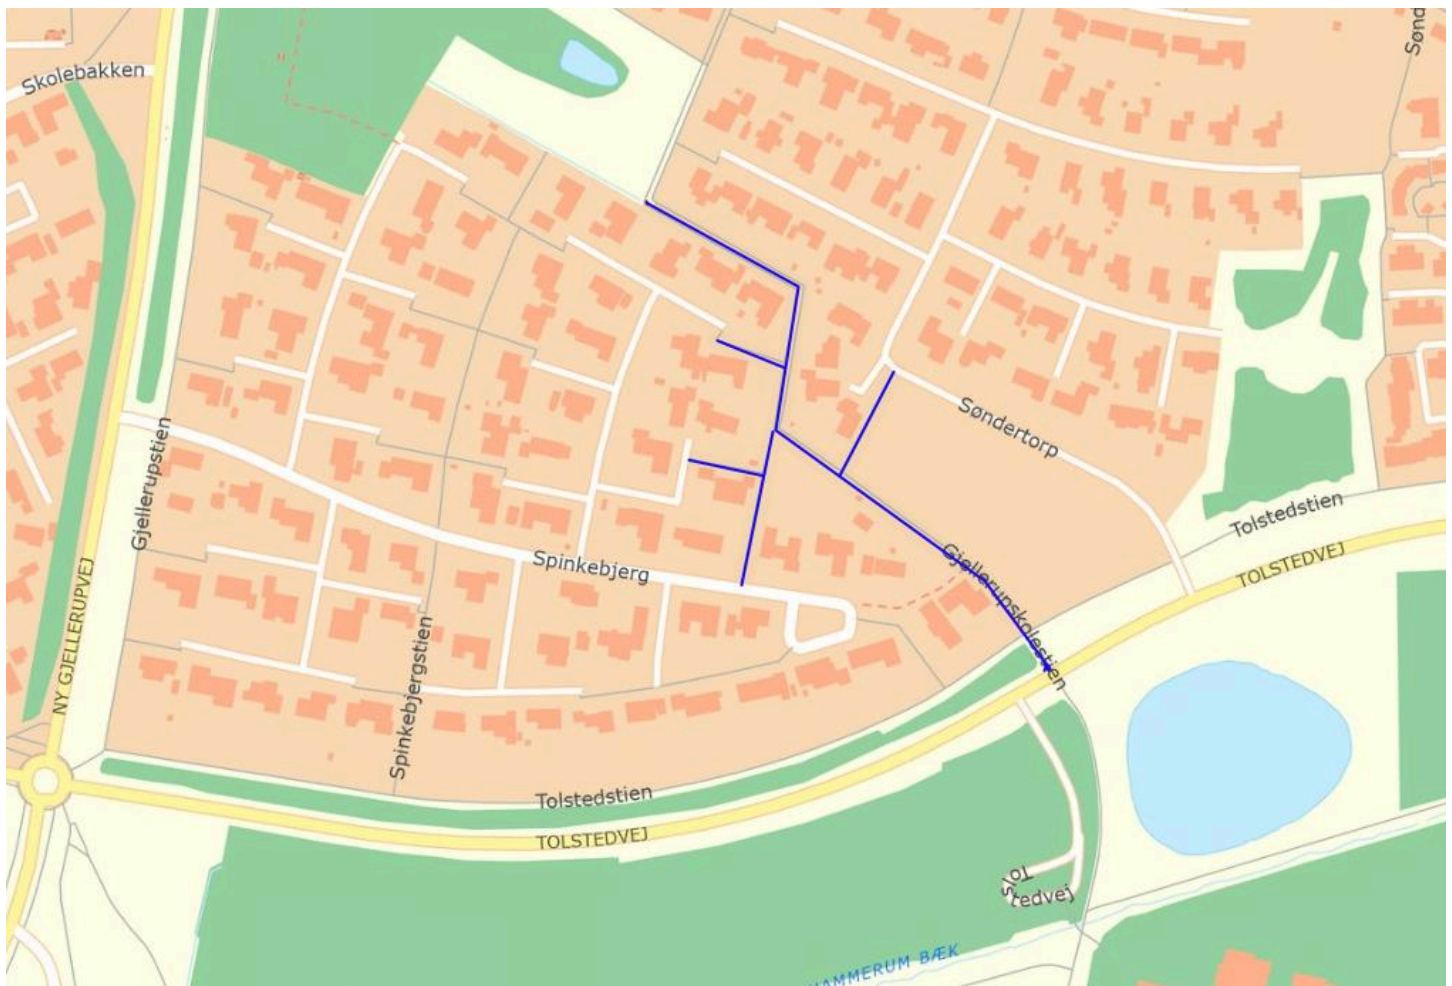 Skolebakken
Sønd
Søndertorp
Gjellerupstien
Tolstedstien
NY GJELLERUPVEJ
Spinkebjerg
Gjellerupskolestien
TOLSTEDVEJ
Spinkebjergstien
Tolstedstien
TOLSTEDVEJ
Tols
tedvej
HAMMERUM BÆK